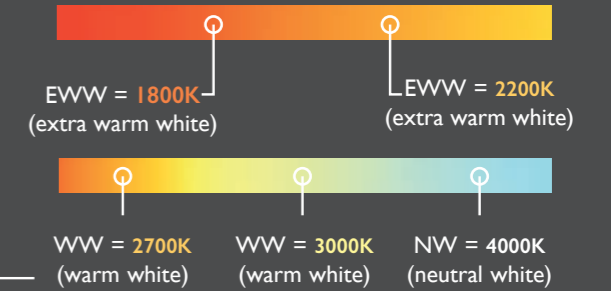 EWW = 1800K
(extra warm white)
EWW = 2200K
(extra warm white)
WW = 2700K
(warm white)
WW = 3000K
(warm white)
NW = 4000K
(neutral white)